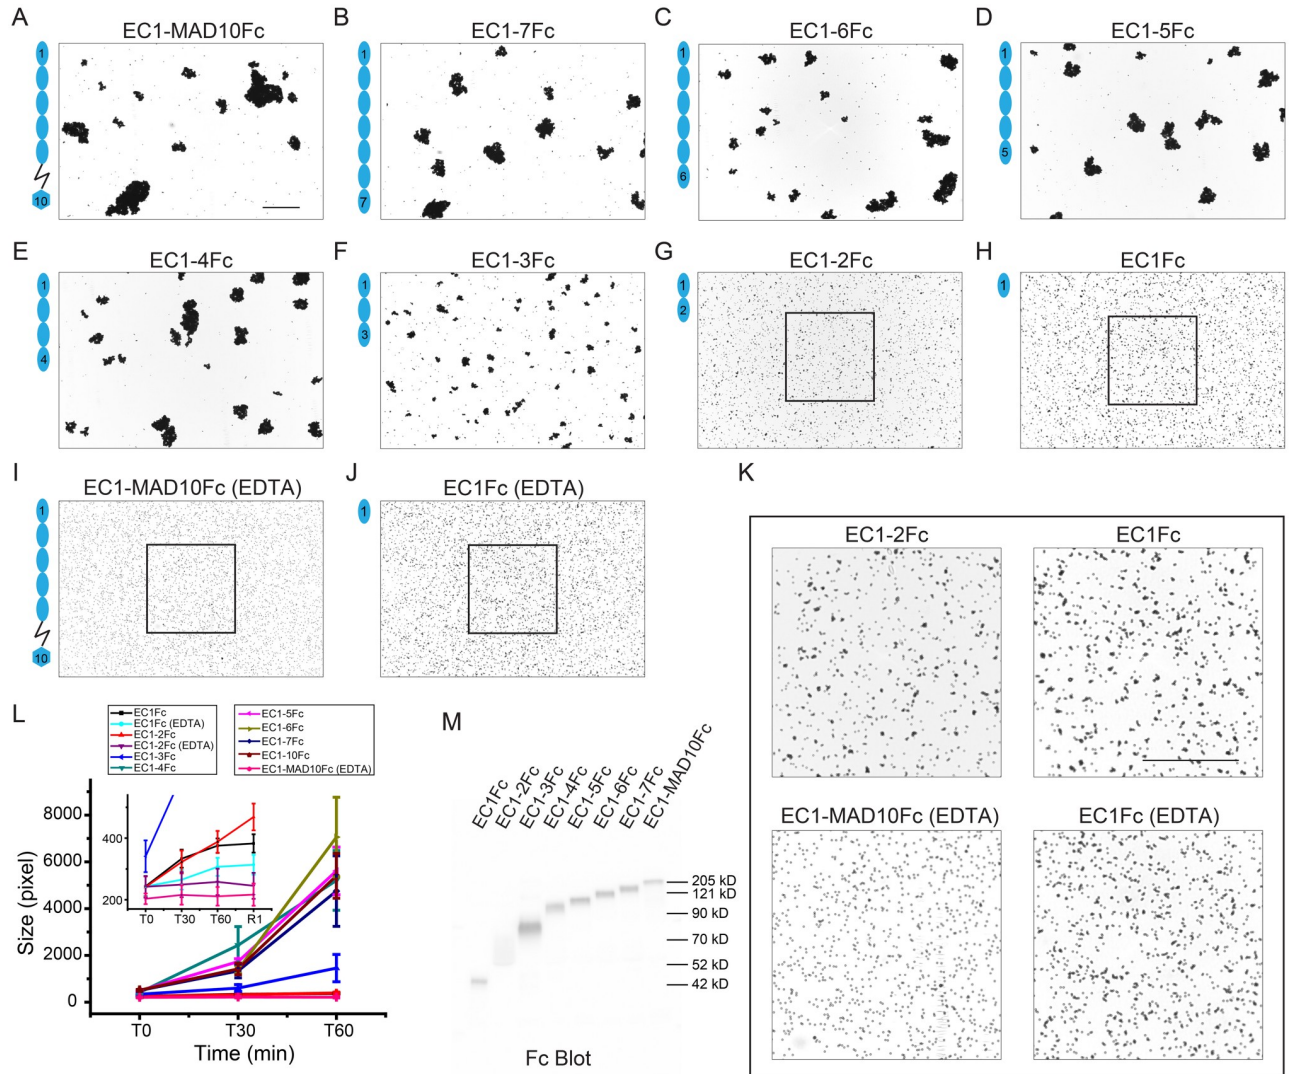 A
EC1-MAD10Fc
1
10
B
EC1-7Fc
1
7
C
EC1-6Fc
1
6
D
EC1-5Fc
1
5
E
EC1-4Fc
1
4
F
EC1-3Fc
1
3
G
EC1-2Fc
1
2
H
EC1Fc
1
I
EC1-MAD10Fc (EDTA)
1
10
J
EC1Fc (EDTA)
1
K
EC1-2Fc
EC1Fc
EC1-MAD10Fc (EDTA)
EC1Fc (EDTA)
L
EC1Fc
EC1Fc (EDTA)
EC1-2Fc
EC1-2Fc (EDTA)
EC1-3Fc
EC1-4Fc
EC1-5Fc
EC1-6Fc
EC1-7Fc
EC1-10Fc
EC1-MAD10Fc (EDTA)
Size (pixel)
8000
6000
4000
2000
0
400
200
T0
T30
T60
R1
T0
T30
T60
Time (min)
M
EC1Fc
EC1-2Fc
EC1-3Fc
EC1-4Fc
EC1-5Fc
EC1-6Fc
EC1-7Fc
EC1-MAD10Fc
205 kD
121 kD
90 kD
70 kD
52 kD
42 kD
Fc Blot